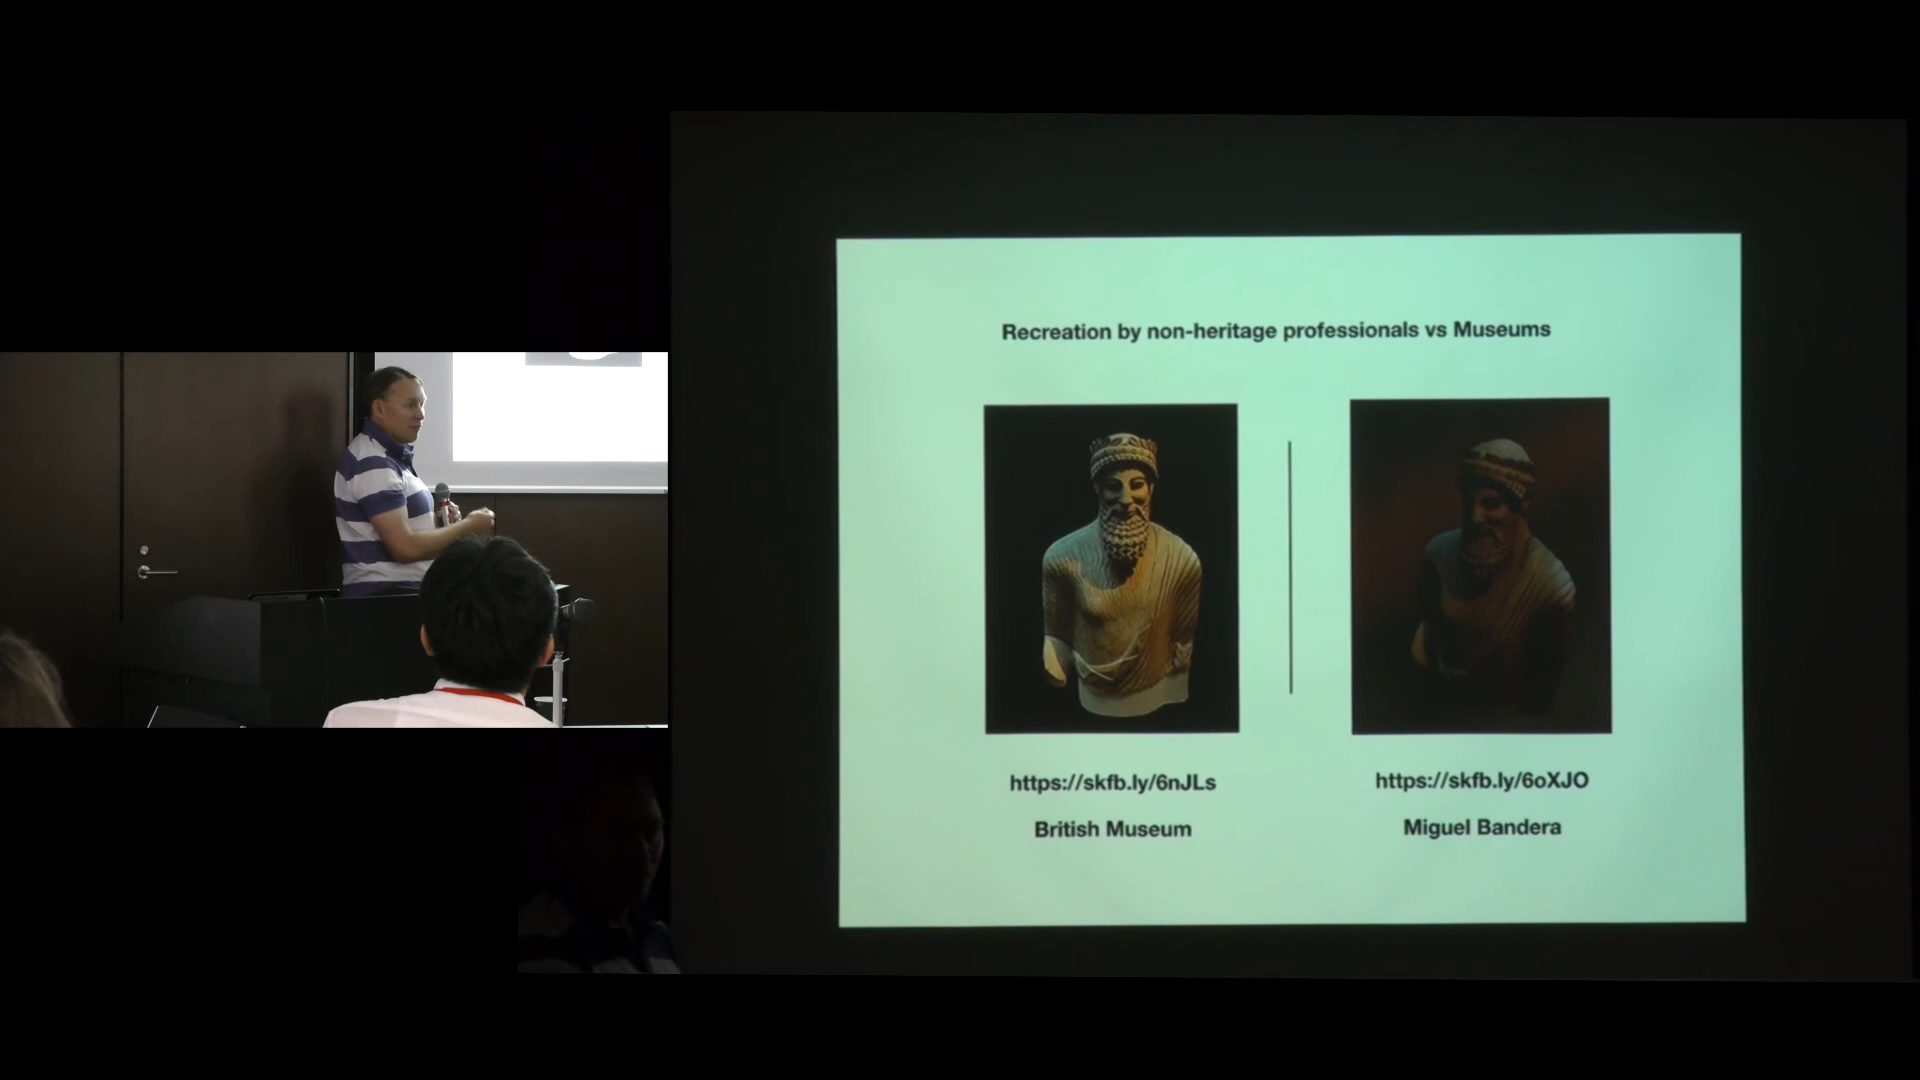 Recreation by non-heritage professionals vs Museums
https://skfb.ly/6nJLs
British Museum
https://skfb.ly/6oXJO
Miguel Bandera